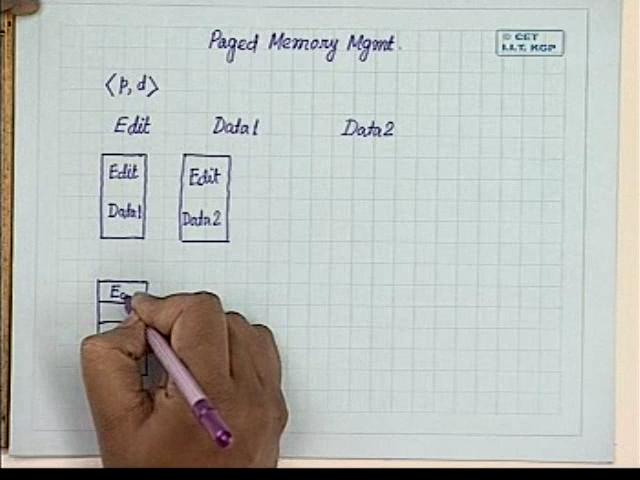 Paged Memory Mgmt.
© CET
I.I.T. KGP
<p, d>
Edit Data1 Data2
Edit Edit
Data1 Data2